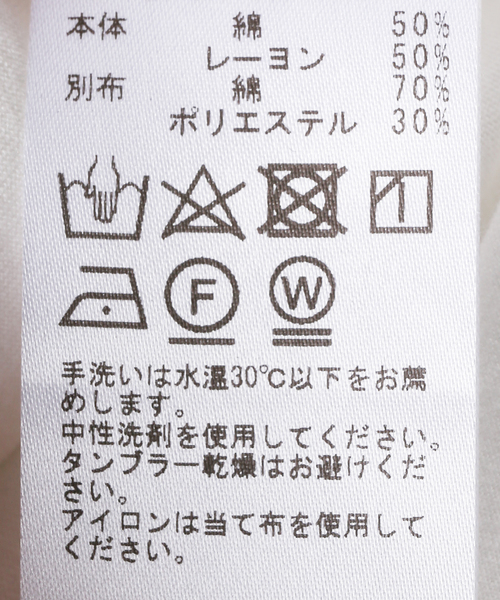 本体 綿 50%
レーヨン 50%
別布 綿 70%
ポリエステル 30%
F W
手洗いは水温30℃以下をお薦
めします。
中性洗剤を使用してください。
タンブラー乾燥はお避けくだ
さい。
アイロンは当て布を使用して
ください。